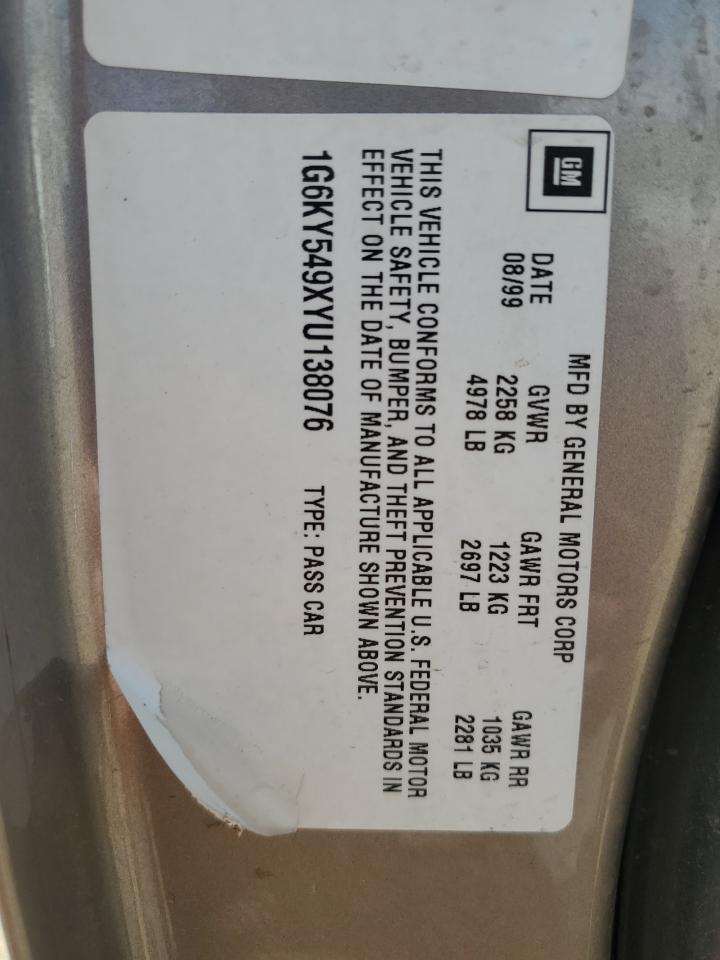 GM
MFD BY GENERAL MOTORS CORP
DATE GVWR GAWR FRT GAWR RR
08/99 2258 KG 1223 KG 1035 KG
4978 LB 2697 LB 2281 LB
THIS VEHICLE CONFORMS TO ALL APPLICABLE U.S. FEDERAL MOTOR
VEHICLE SAFETY, BUMPER, AND THEFT PREVENTION STANDARDS IN
EFFECT ON THE DATE OF MANUFACTURE SHOWN ABOVE.
1G6KY549XYU138076 TYPE: PASS CAR